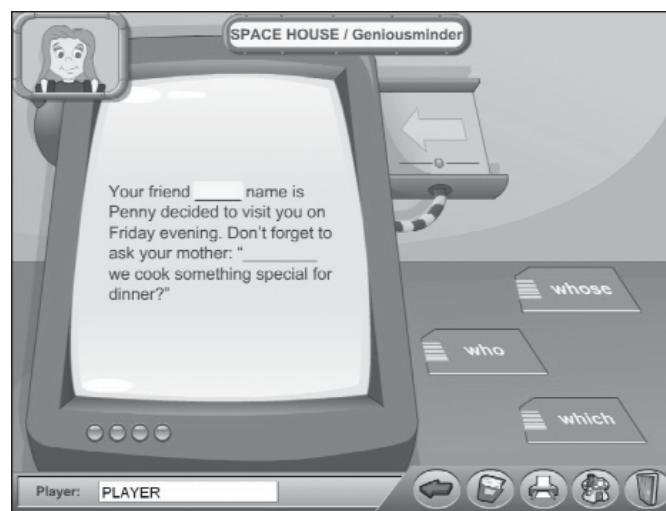 SPACE HOUSE / Geniousminder
Your friend _____ name is
Penny decided to visit you on
Friday evening. Don't forget to
ask your mother: "_________
we cook something special for
dinner?"
whose
who
which
Player: PLAYER